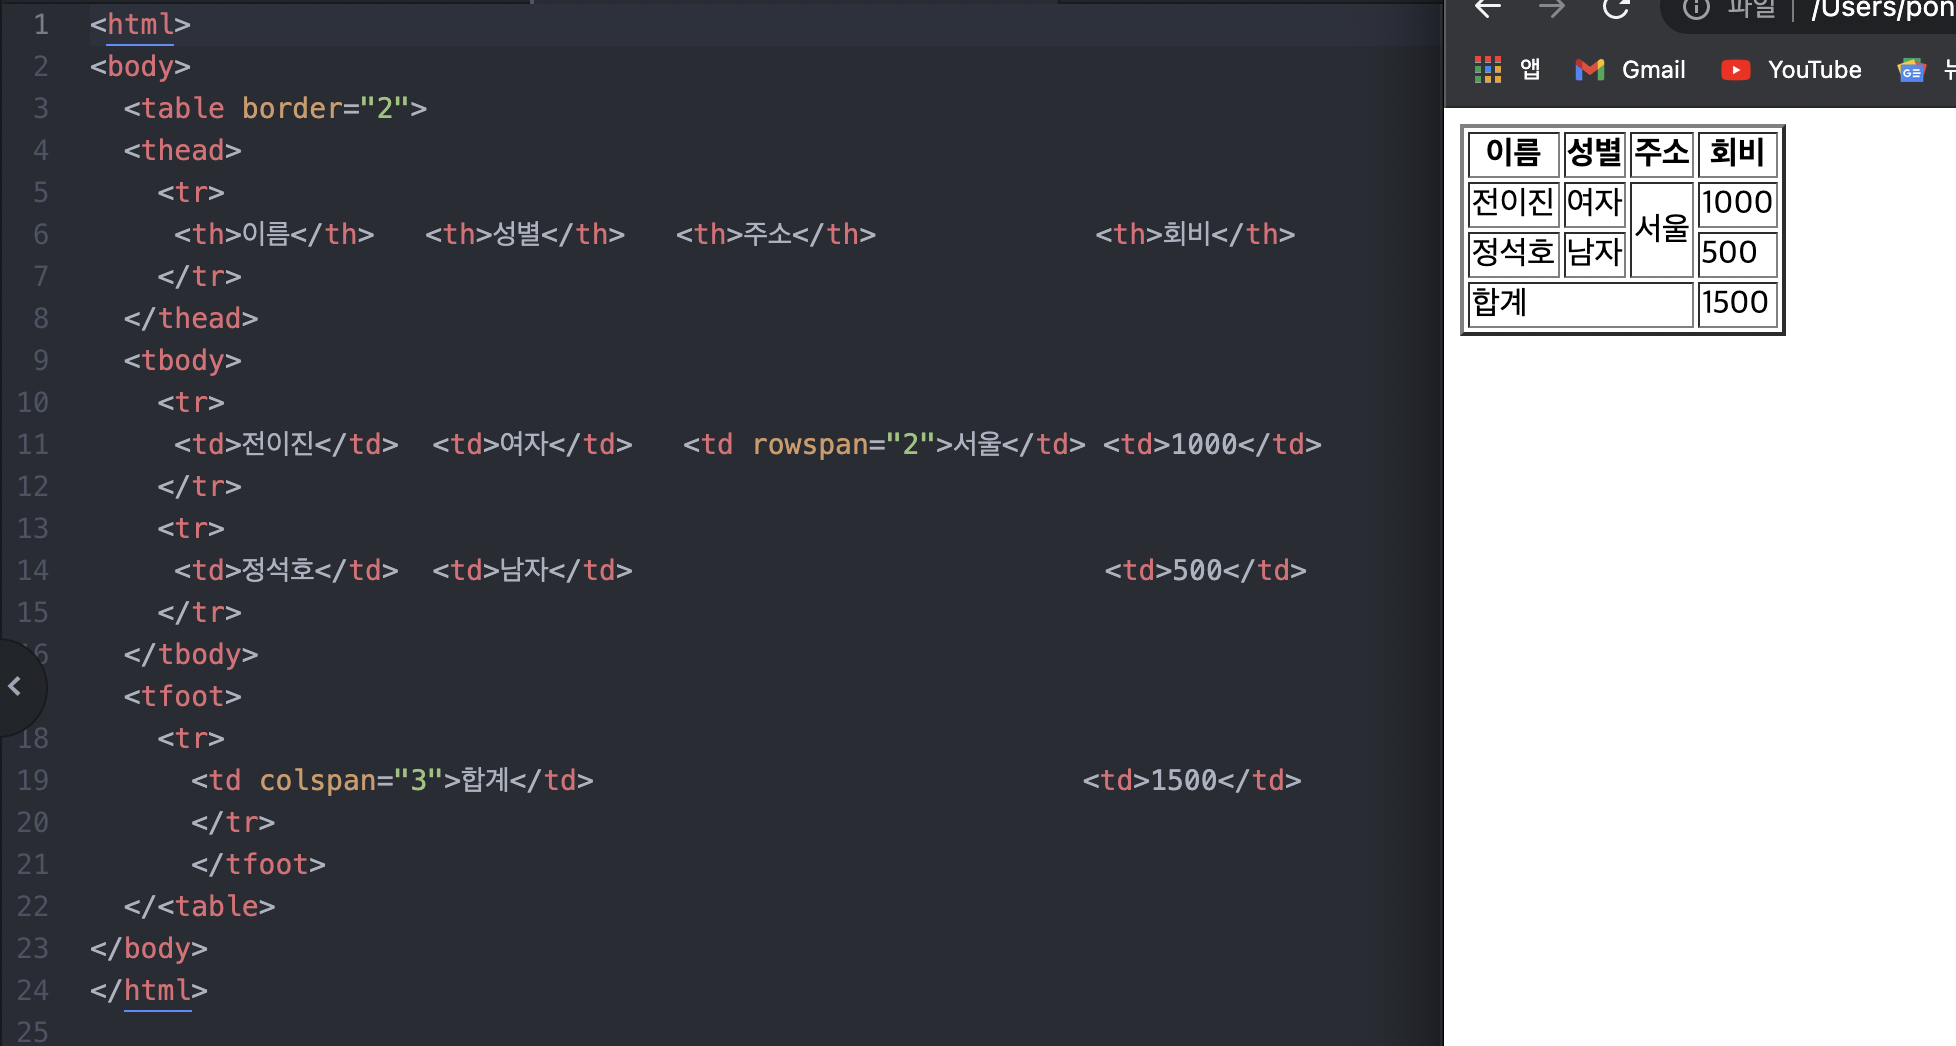 1 <html>
2 <body>
3 <table border="2">
4 <thead>
5 <tr>
6 <th>이름</th> <th>성별</th> <th>주소</th> <th>회비</th>
7 </tr>
8 </thead>
9 <tbody>
10 <tr>
11 <td>전이진</td> <td>여자</td> <td rowspan="2">서울</td> <td>1000</td>
12 </tr>
13 <tr>
14 <td>정석호</td> <td>남자</td> <td>500</td>
15 </tr>
6 </tbody>
<tfoot>
18 <tr>
19 <td colspan="3">합계</td> <td>1500</td>
20 </tr>
21 </tfoot>
22 </<table>
23 </body>
24 </html>
25
파일 | /Users/pon
앱 Gmail YouTube
이름 성별 주소 회비
전이진 여자 서울 1000
정석호 남자 500
합계 1500